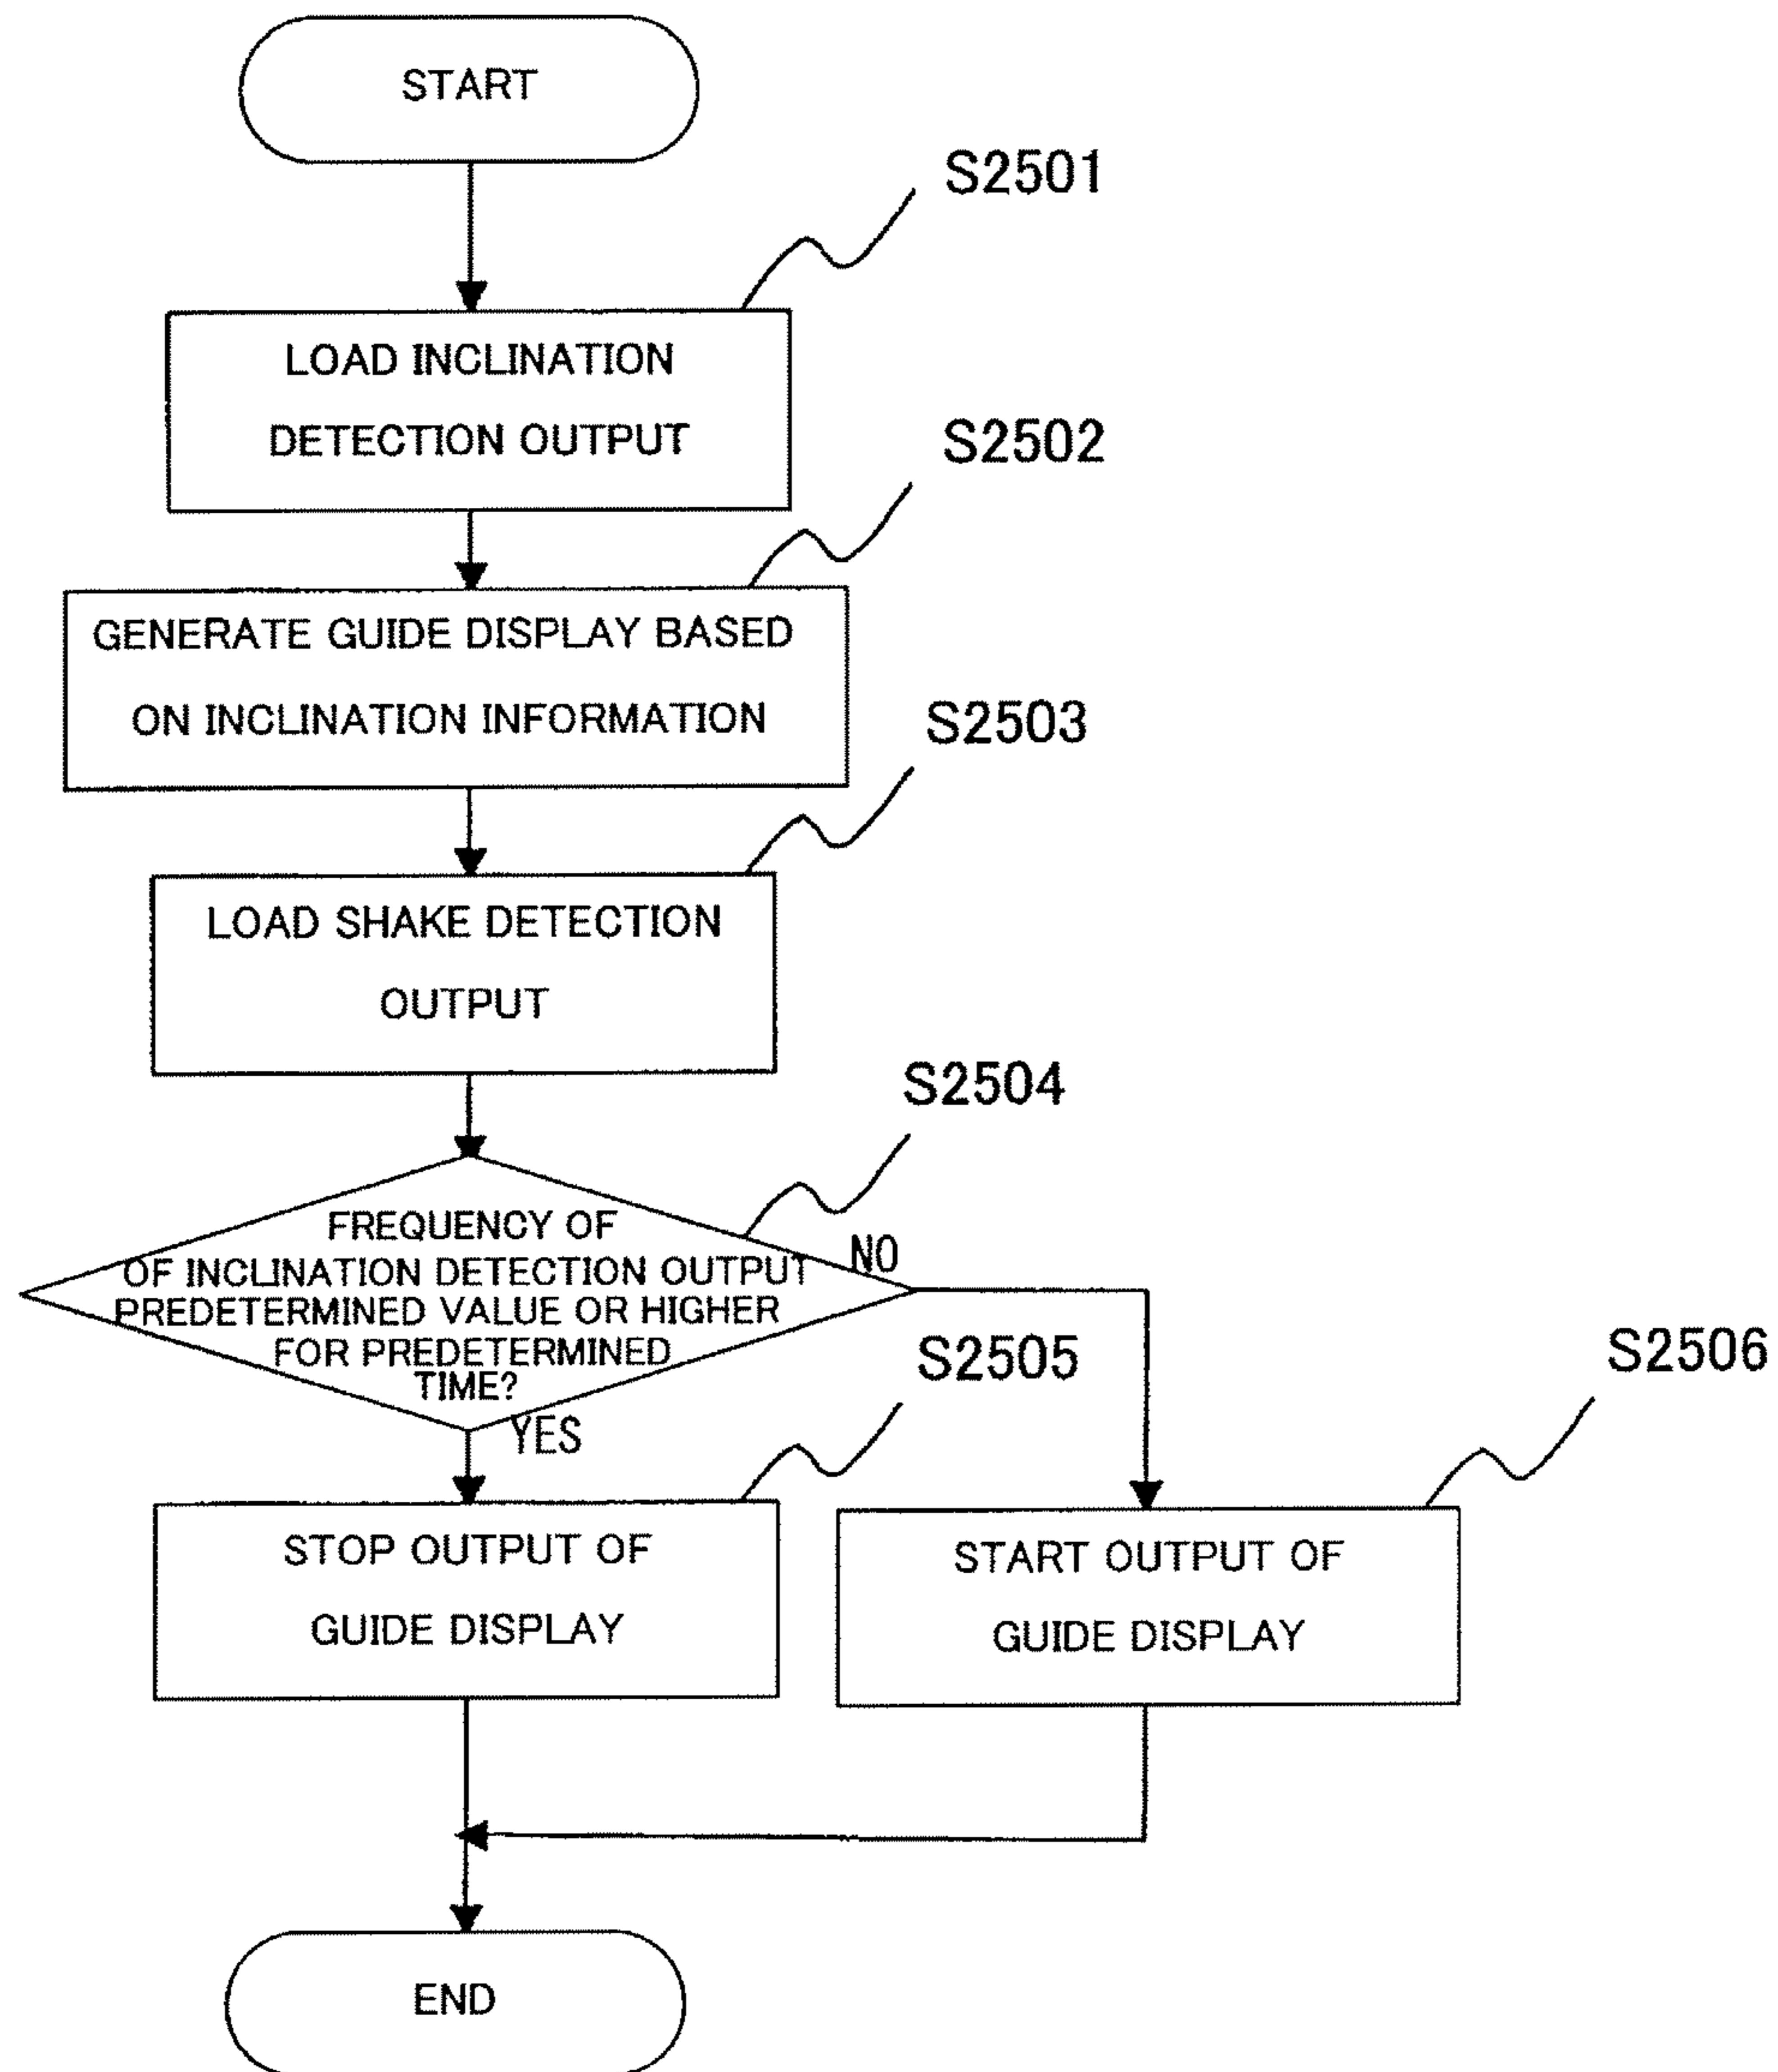 START
S2501
LOAD INCLINATION
DETECTION OUTPUT
S2502
GENERATE GUIDE DISPLAY BASED
ON INCLINATION INFORMATION
S2503
LOAD SHAKE DETECTION
OUTPUT
S2504
FREQUENCY OF
OF INCLINATION DETECTION OUTPUT
PREDETERMINED VALUE OR HIGHER
FOR PREDETERMINED
TIME?
NO
YES
S2505
STOP OUTPUT OF
GUIDE DISPLAY
S2506
START OUTPUT OF
GUIDE DISPLAY
END